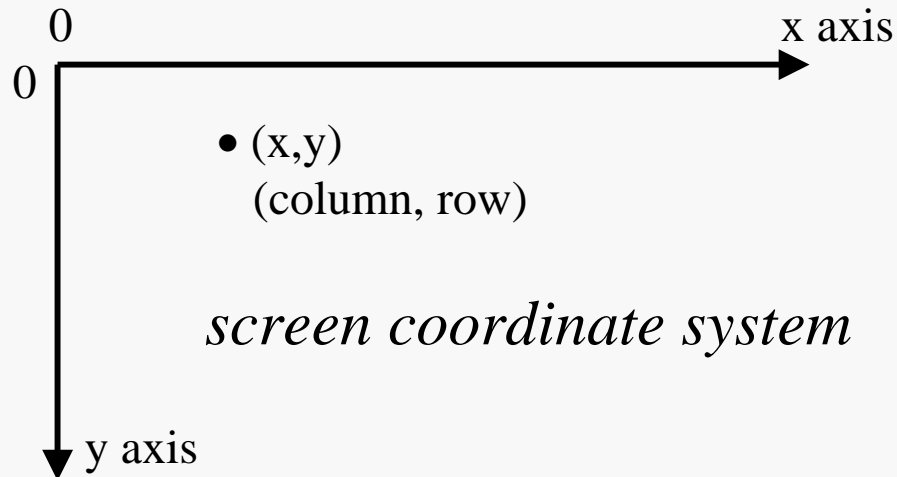 0
x axis
0
• (x,y)
(column, row)
screen coordinate system
y axis